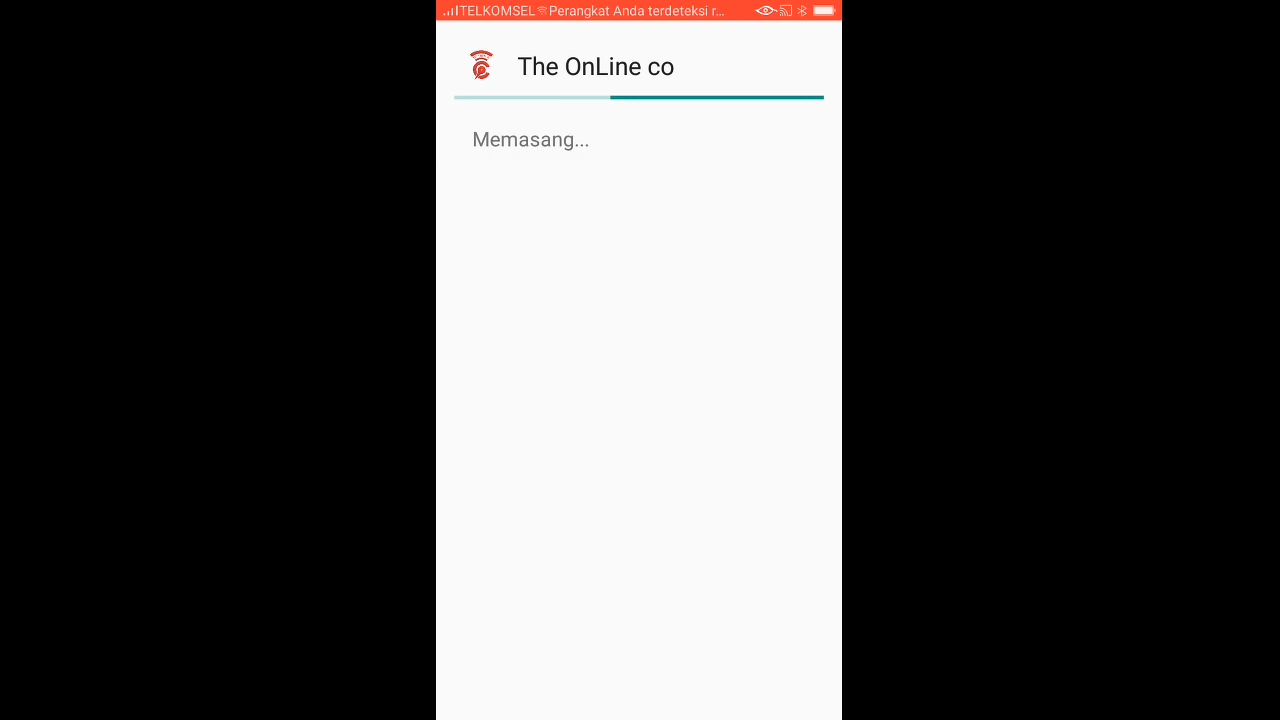 TELKOMSEL Perangkat Anda terdeteksi r...
The OnLine co
Memasang...